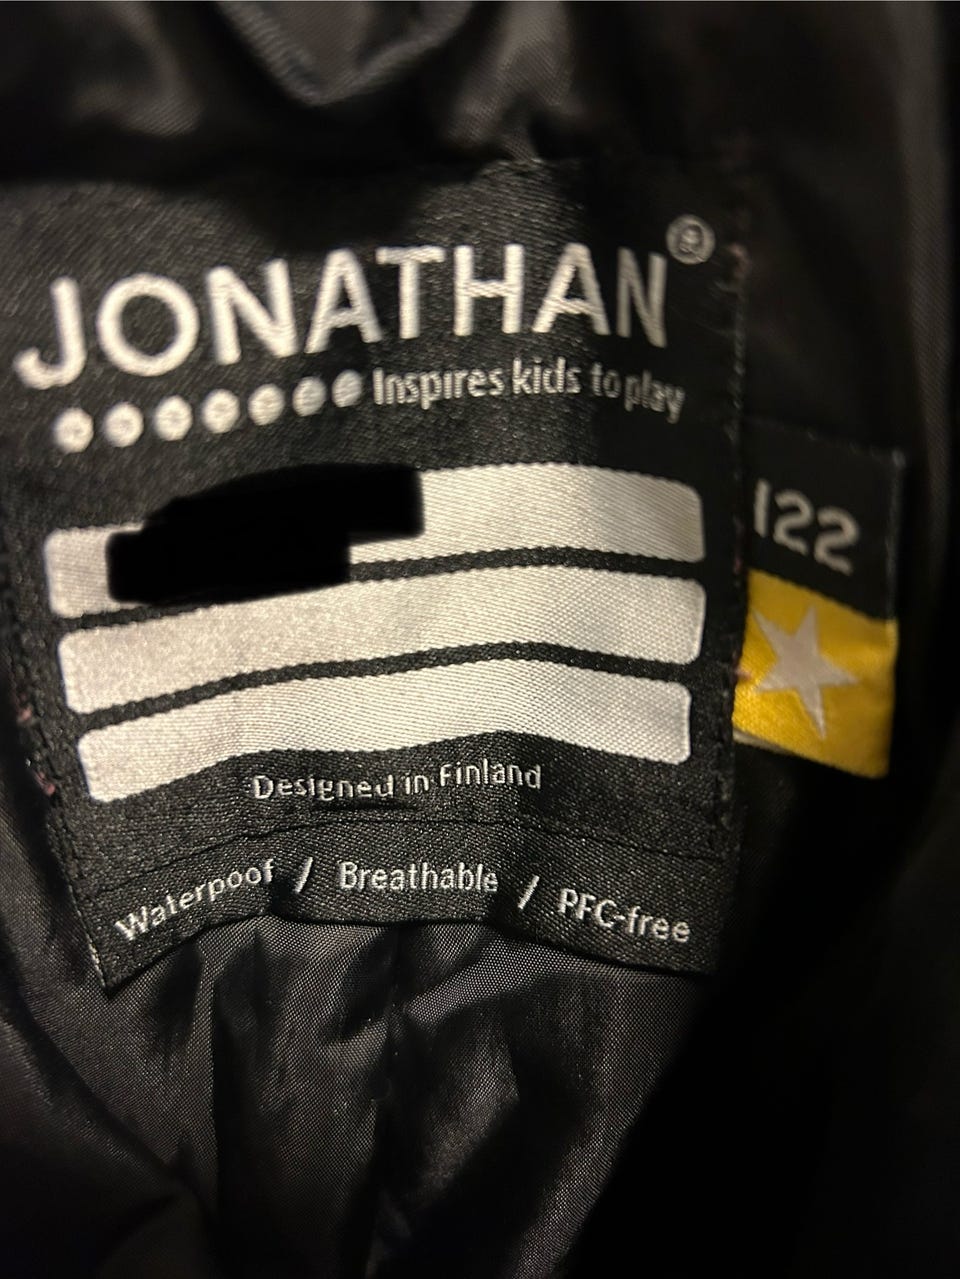 JONATHAN®
Inspires kids to play
122
Designed in Finland
Waterpoof / Breathable / PFC-free